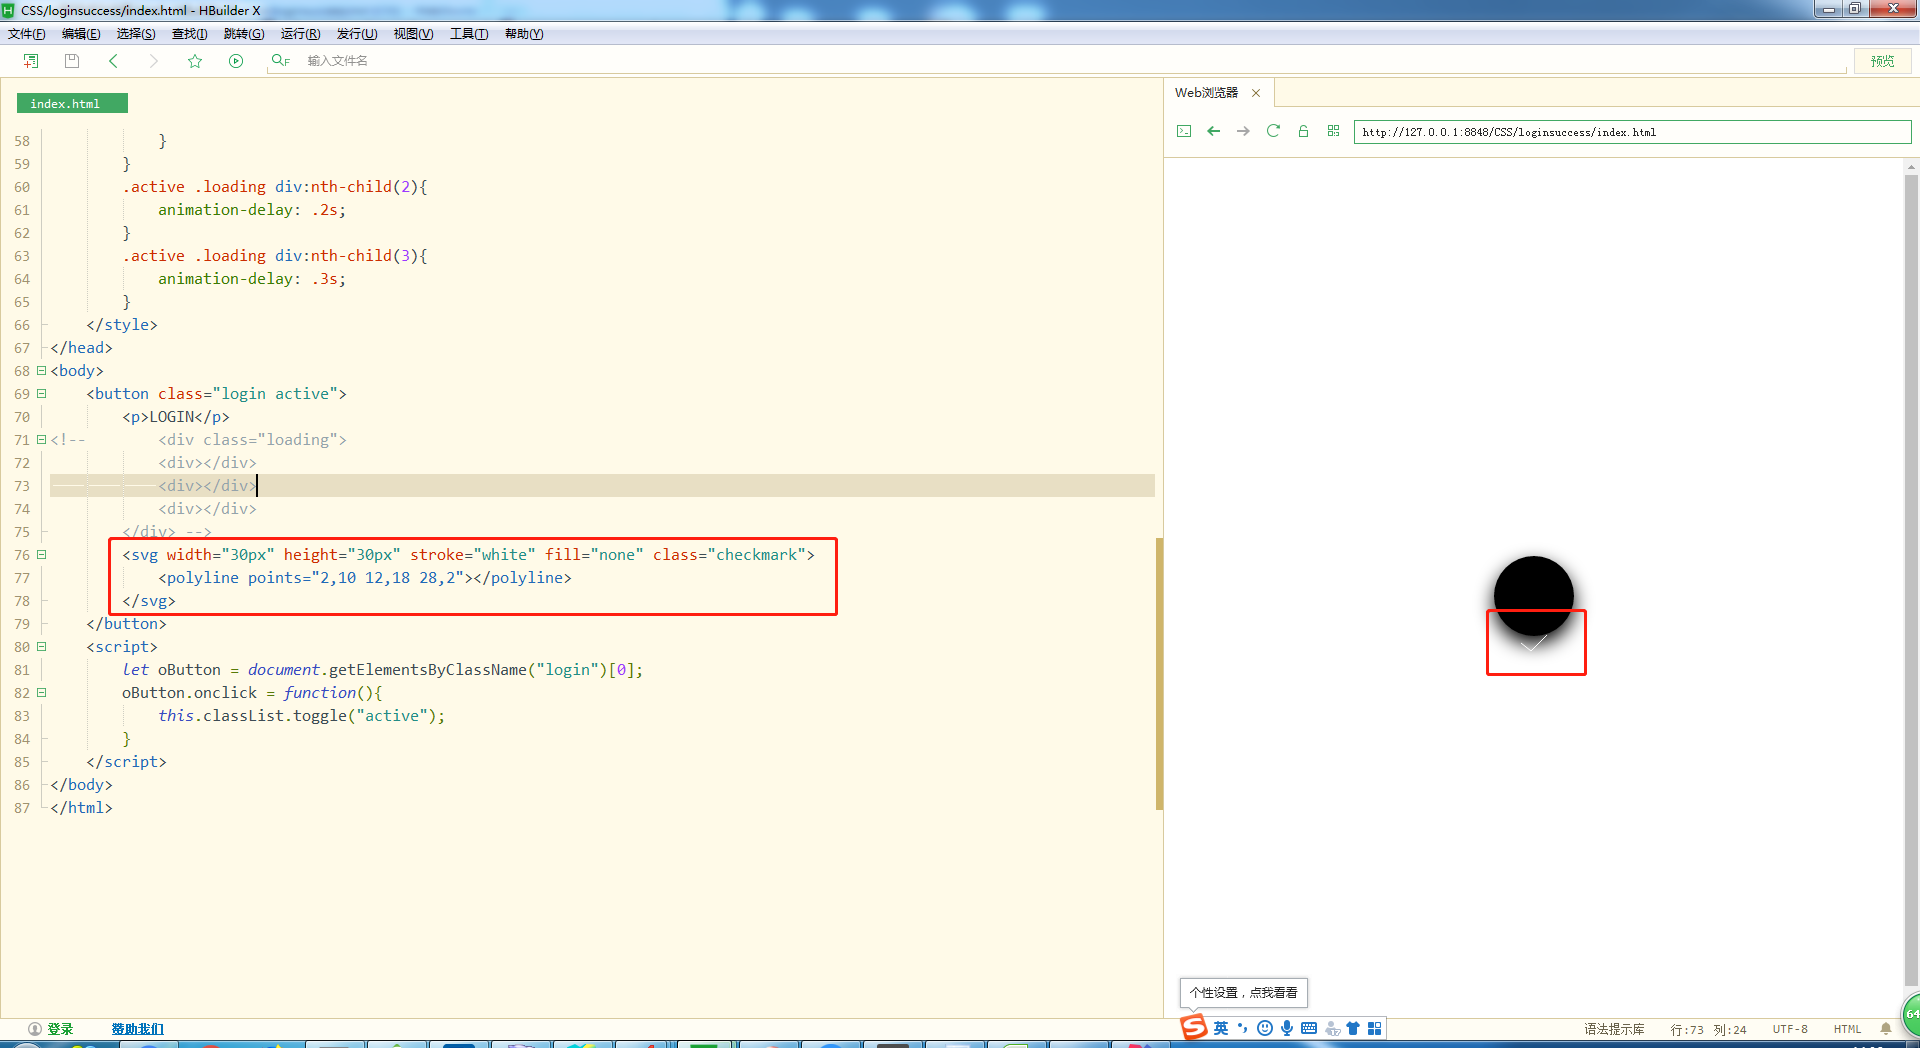 CSS/loginsuccess/index.html - HBuilder X
文件(F) 编辑(E) 选择(S) 查找(I) 跳转(G) 运行(R) 发行(U) 视图(V) 工具(T) 帮助(Y)
输入文件名
预览
index.html
58 }
59 }
60 .active .loading div:nth-child(2){
61 animation-delay: .2s;
62 }
63 .active .loading div:nth-child(3){
64 animation-delay: .3s;
65 }
66 </style>
67 </head>
68 <body>
69 <button class="login active">
70 <p>LOGIN</p>
71 <!-- <div class="loading">
72 <div></div>
73 <div></div>
74 <div></div>
75 </div> -->
76 <svg width="30px" height="30px" stroke="white" fill="none" class="checkmark">
77 <polyline points="2,10 12,18 28,2"></polyline>
78 </svg>
79 </button>
80 <script>
81 let oButton = document.getElementsByClassName("login")[0];
82 oButton.onclick = function(){
83 this.classList.toggle("active");
84 }
85 </script>
86 </body>
87 </html>
Web浏览器
http://127.0.0.1:8848/CSS/loginsuccess/index.html
个性设置，点我看看
英
64
登录 赞助我们
语法提示库 行:73 列:24 UTF-8 HTML